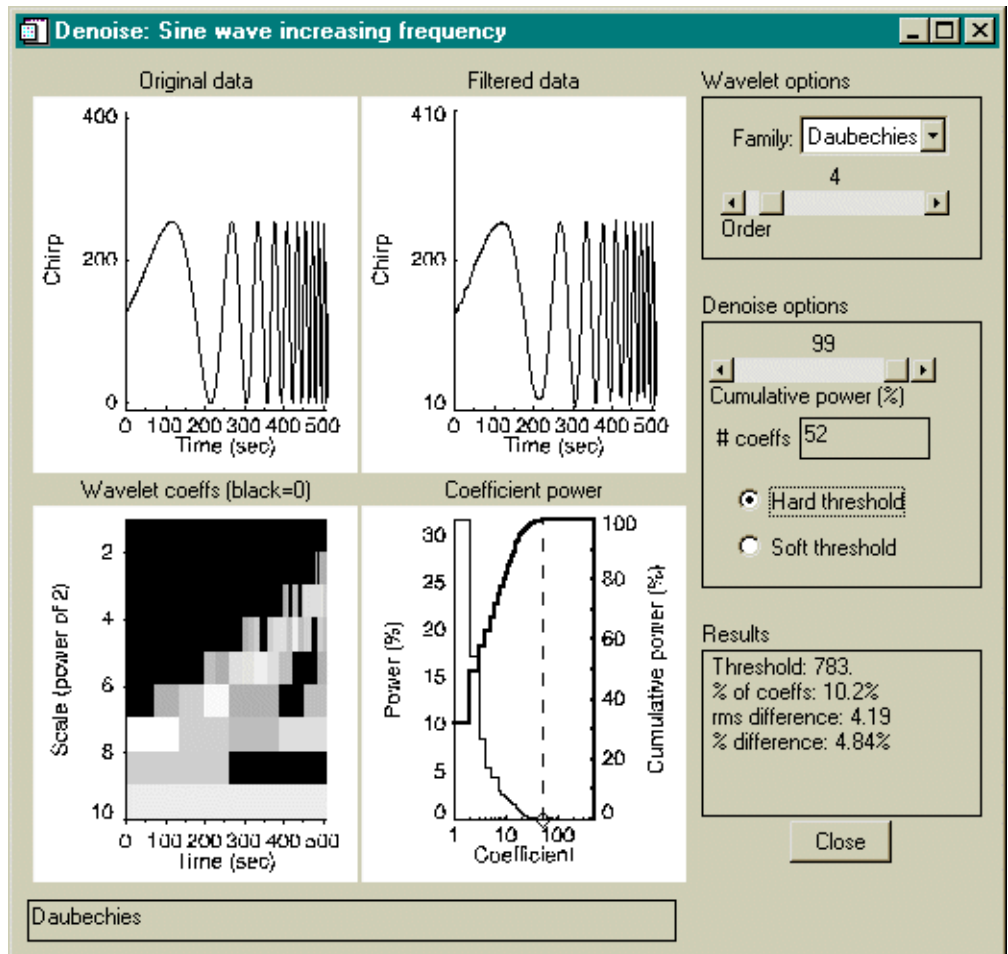 Denoise: Sine wave increasing frequency
Original data
400
200
0
Chirp
0 100 200 300 400 500
Time (sec)
Filtered data
410
200
10
Chirp
0 100 200 300 400 500
Time (sec)
Wavelet coeffs (black=0)
2
4
6
8
10
Scale (power of 2)
0 100 200 300 400 500
Time (sec)
Coefficient power
30
25
20
15
10
5
0
Power (%)
100
80
60
40
20
0
Cumulative power (%)
1 10 100
Coefficient
Wavelet options
Family: Daubechies
4
Order
Denoise options
99
Cumulative power (%)
# coeffs 52
Hard threshold
Soft threshold
Results
Threshold: 783.
% of coeffs: 10.2%
rms difference: 4.19
% difference: 4.84%
Close
Daubechies